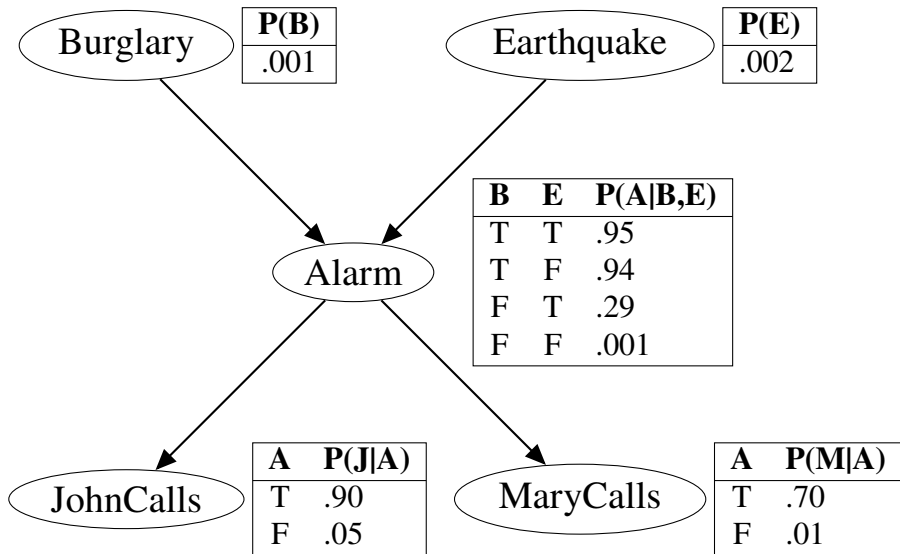 Burglary
P(B)
.001
Earthquake
P(E)
.002
B E P(A|B,E)
T T .95
T F .94
F T .29
F F .001
Alarm
JohnCalls
A P(J|A)
T .90
F .05
MaryCalls
A P(M|A)
T .70
F .01